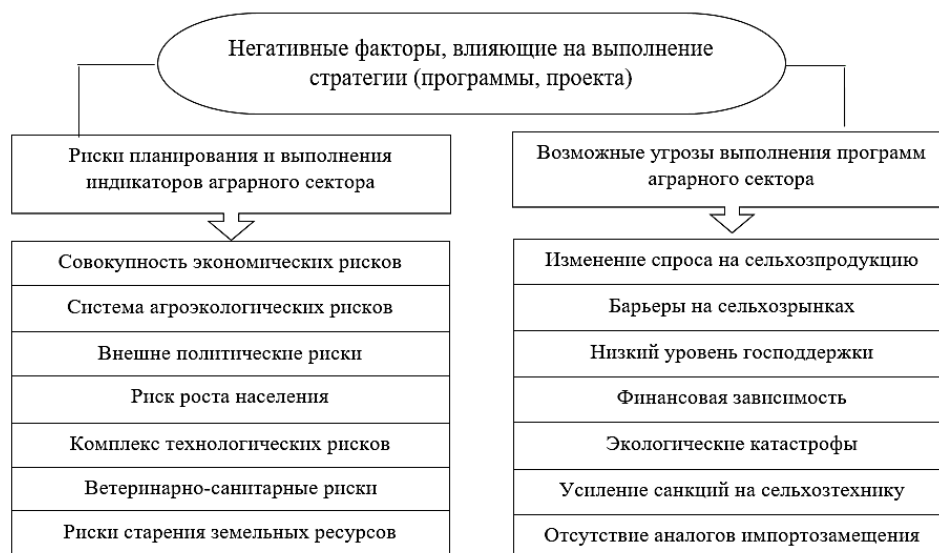 Негативные факторы, влияющие на выполнение
стратегии (программы, проекта)
Риски планирования и выполнения
индикаторов аграрного сектора
Совокупность экономических рисков
Система агроэкологических рисков
Внешне политические риски
Риск роста населения
Комплекс технологических рисков
Ветеринарно-санитарные риски
Риски старения земельных ресурсов
Возможные угрозы выполнения программ
аграрного сектора
Изменение спроса на сельхозпродукцию
Барьеры на сельхозрынках
Низкий уровень господдержки
Финансовая зависимость
Экологические катастрофы
Усиление санкций на сельхозтехнику
Отсутствие аналогов импортозамещения